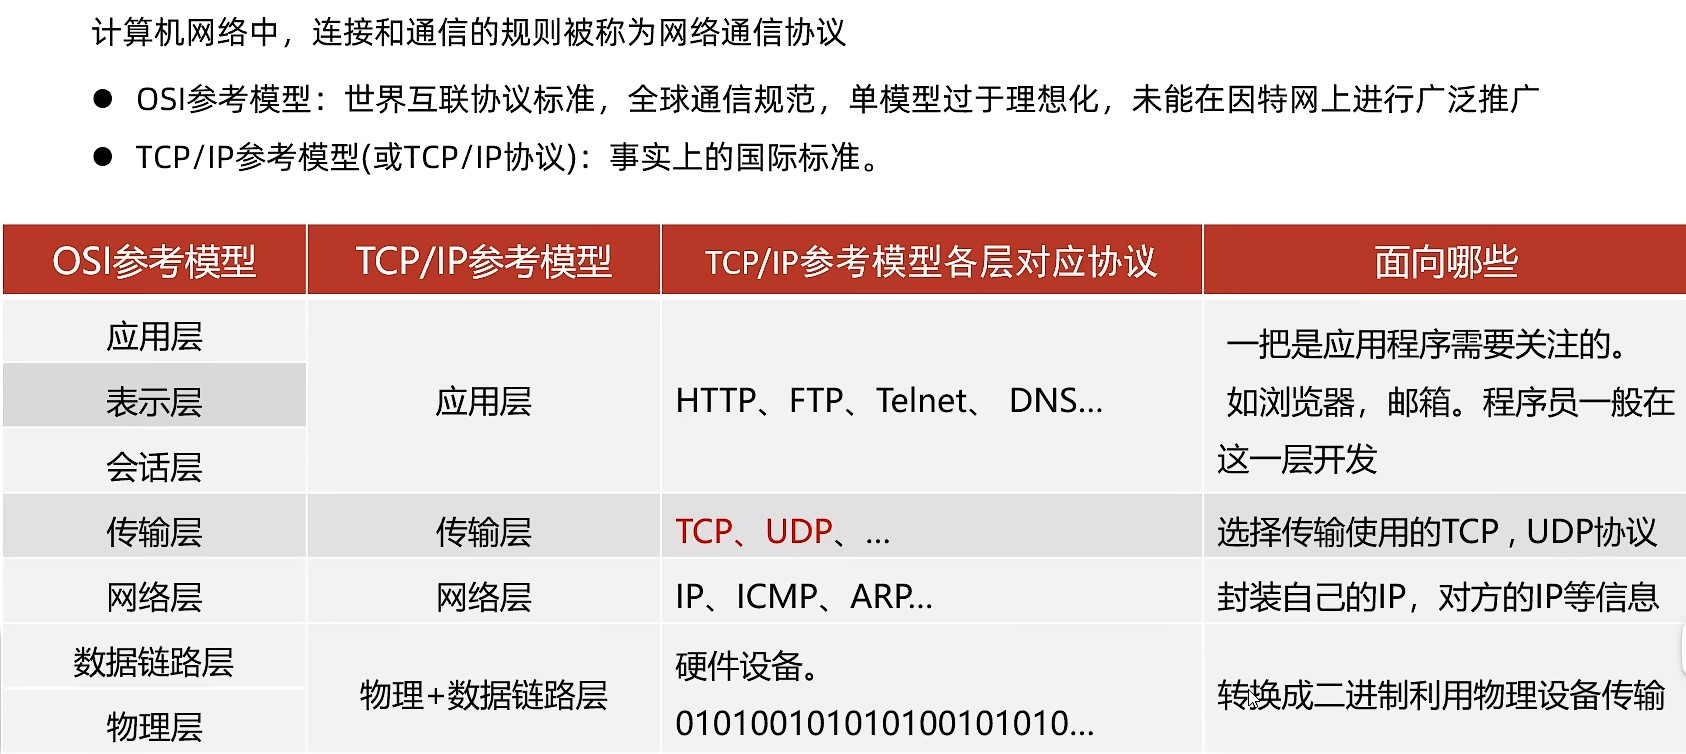 计算机网络中，连接和通信的规则被称为网络通信协议
● OSI参考模型：世界互联协议标准，全球通信规范，单模型过于理想化，未能在因特网上进行广泛推广
● TCP/IP参考模型(或TCP/IP协议)：事实上的国际标准。
OSI参考模型 TCP/IP参考模型 TCP/IP参考模型各层对应协议 面向哪些
应用层
表示层
会话层
应用层
HTTP、FTP、Telnet、 DNS...
一把是应用程序需要关注的。
如浏览器，邮箱。程序员一般在
这一层开发
传输层 传输层 TCP、UDP、... 选择传输使用的TCP , UDP协议
网络层 网络层 IP、ICMP、ARP... 封装自己的IP，对方的IP等信息
数据链路层
物理层
物理+数据链路层
硬件设备。
010100101010100101010...
转换成二进制利用物理设备传输